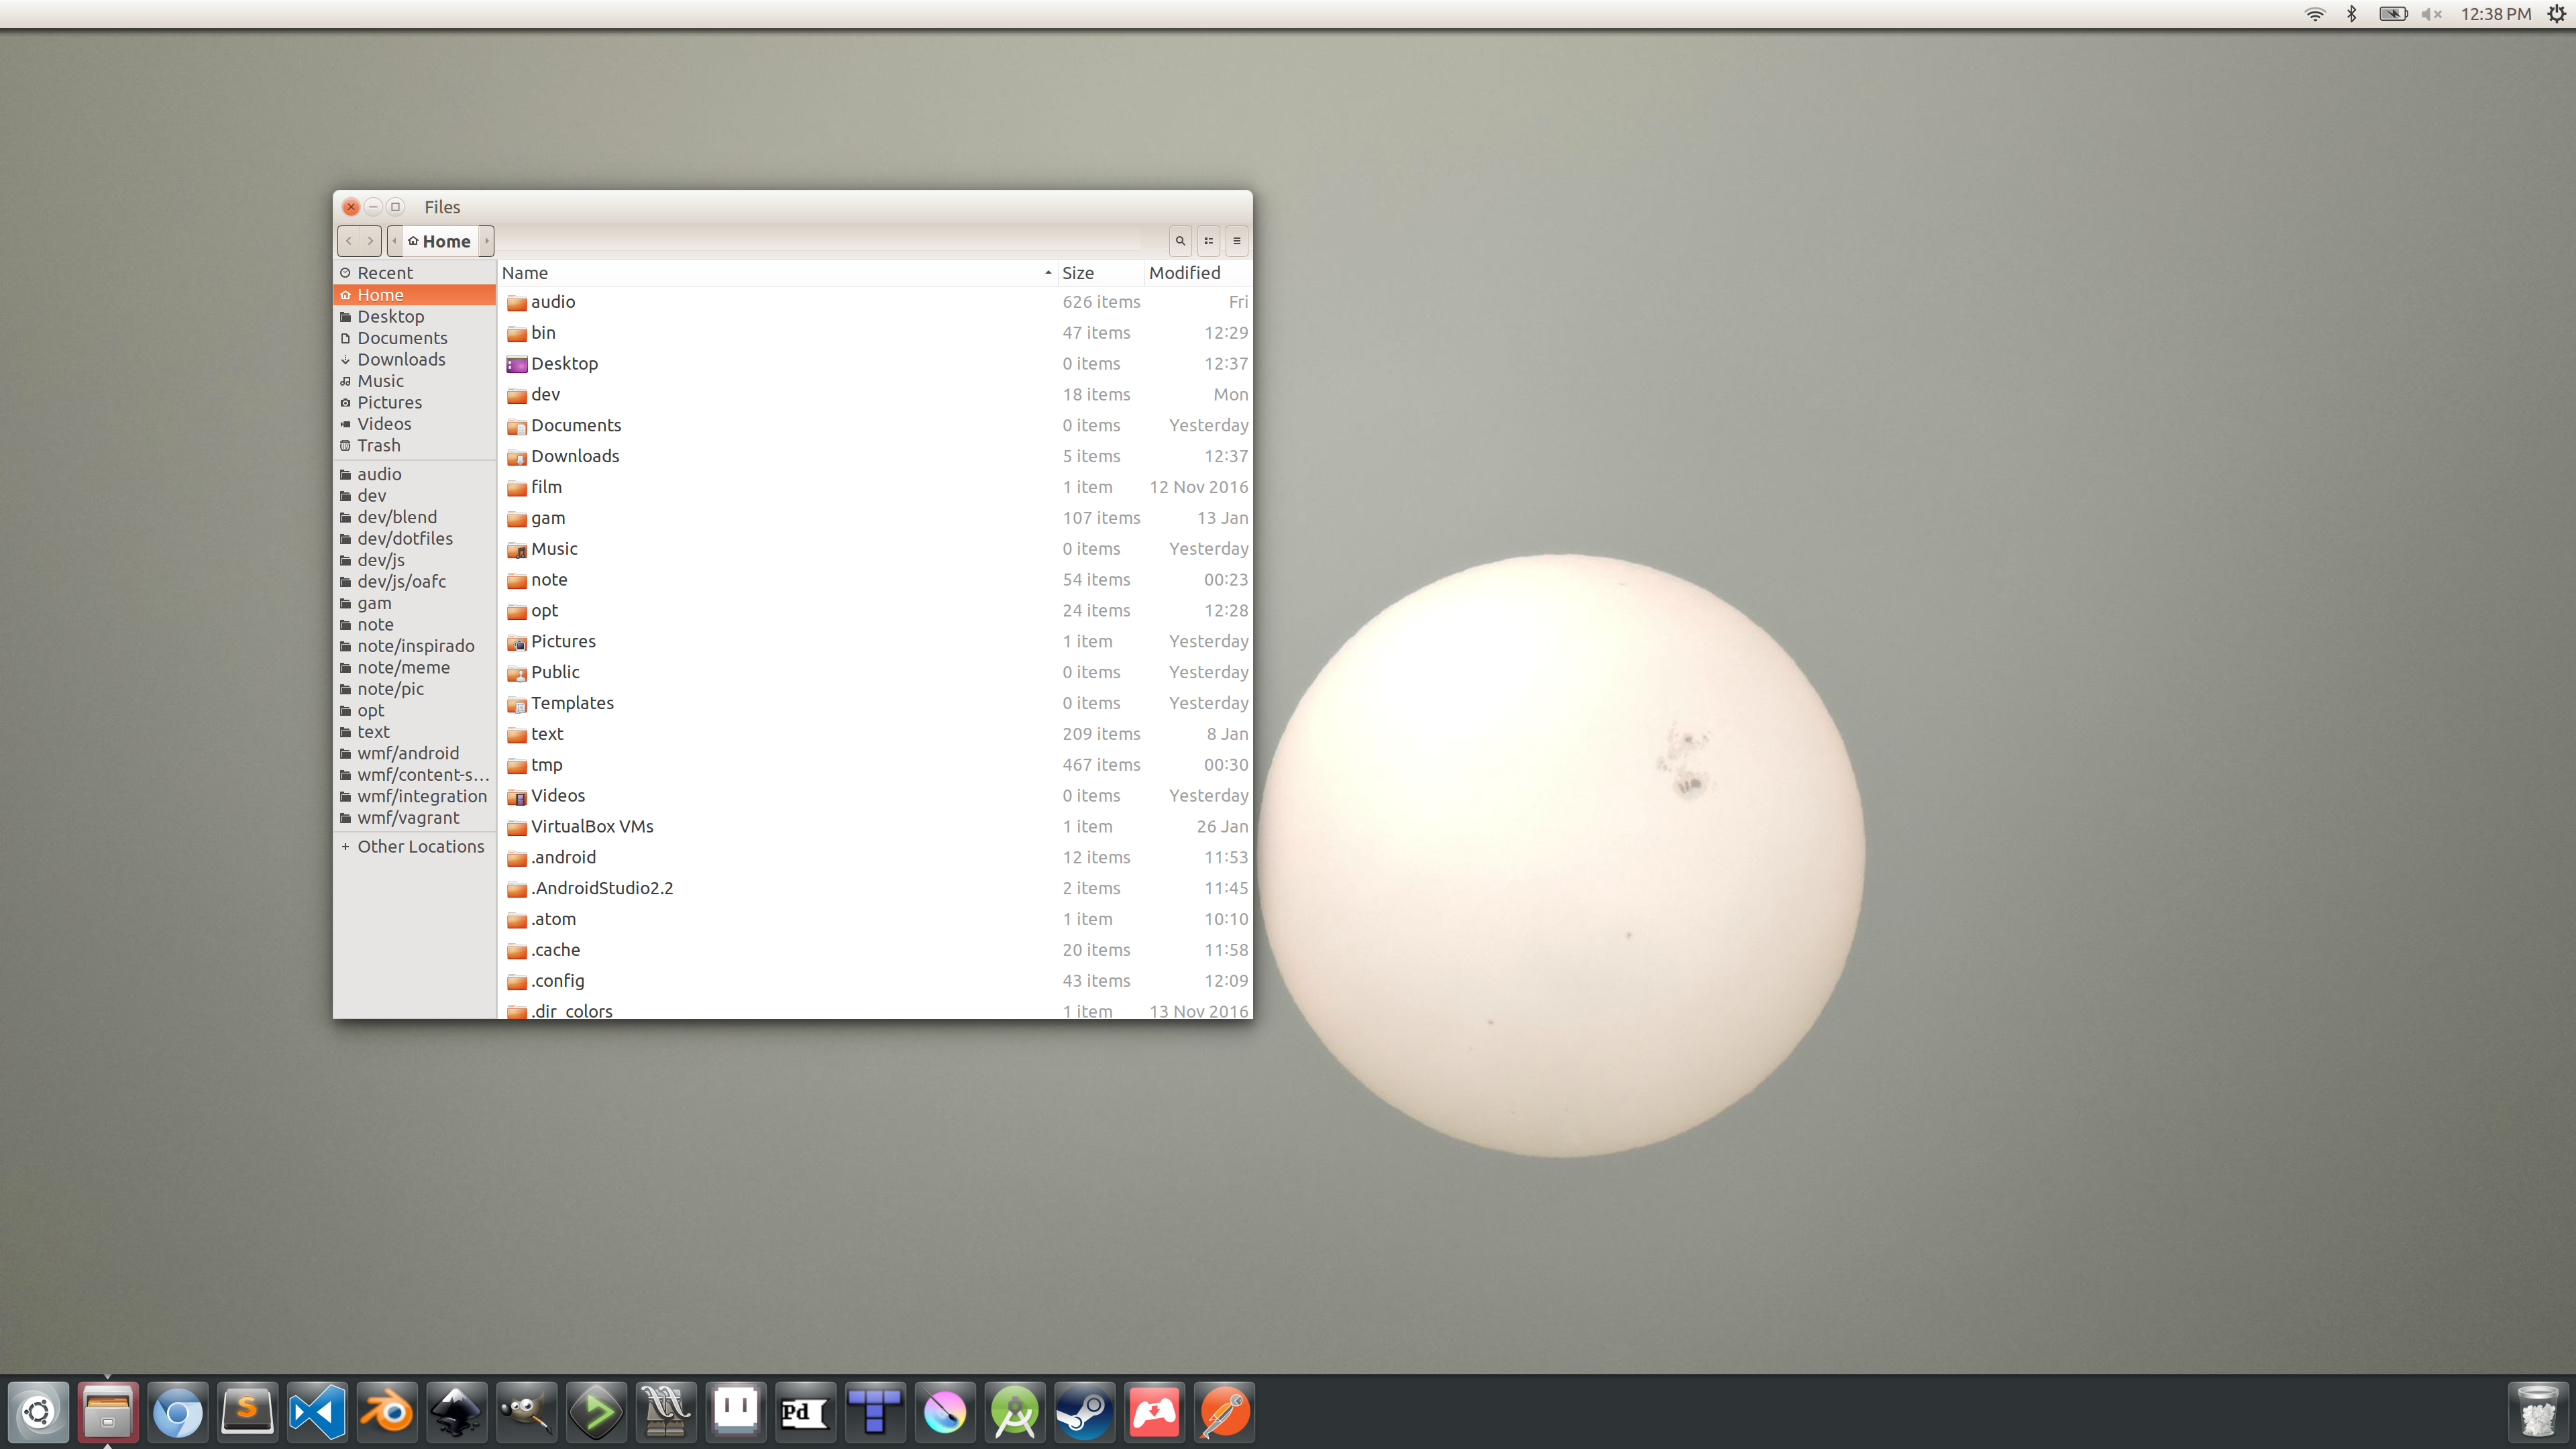 12:38 PM
Files
Home
Recent
Home
Desktop
Documents
Downloads
Music
Pictures
Videos
Trash
audio
dev
dev/blend
dev/dotfiles
dev/js
dev/js/oafc
gam
note
note/inspirado
note/meme
note/pic
opt
text
wmf/android
wmf/content-s...
wmf/integration
wmf/vagrant
Other Locations
Name Size Modified
audio 626 items Fri
bin 47 items 12:29
Desktop 0 items 12:37
dev 18 items Mon
Documents 0 items Yesterday
Downloads 5 items 12:37
film 1 item 12 Nov 2016
gam 107 items 13 Jan
Music 0 items Yesterday
note 54 items 00:23
opt 24 items 12:28
Pictures 1 item Yesterday
Public 0 items Yesterday
Templates 0 items Yesterday
text 209 items 8 Jan
tmp 467 items 00:30
Videos 0 items Yesterday
VirtualBox VMs 1 item 26 Jan
.android 12 items 11:53
.AndroidStudio2.2 2 items 11:45
.atom 1 item 10:10
.cache 20 items 11:58
.config 43 items 12:09
.dir_colors 1 item 13 Nov 2016
S Pd